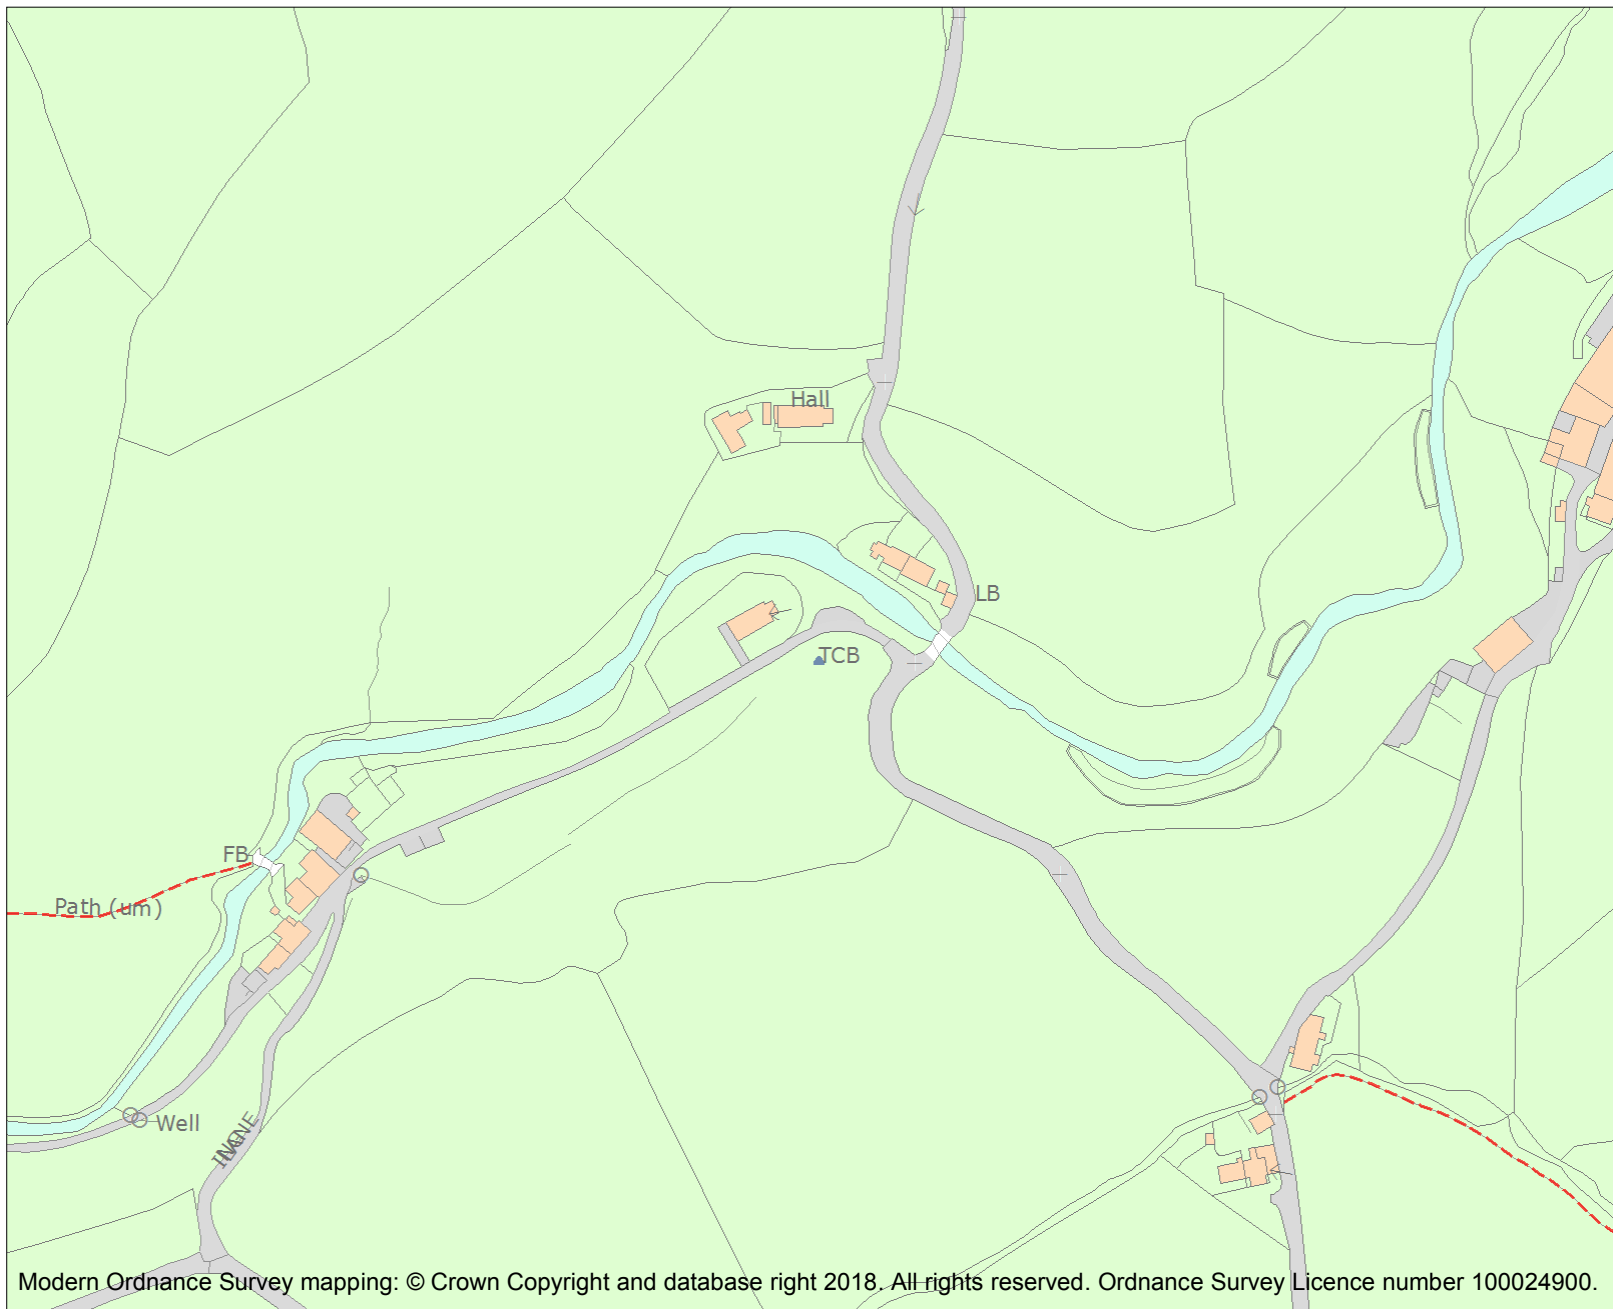 Hall
LB
TCB
FB
Path (um)
Well
Modern Ordnance Survey mapping: © Crown Copyright and database right 2018. All rights reserved. Ordnance Survey Licence number 100024900.